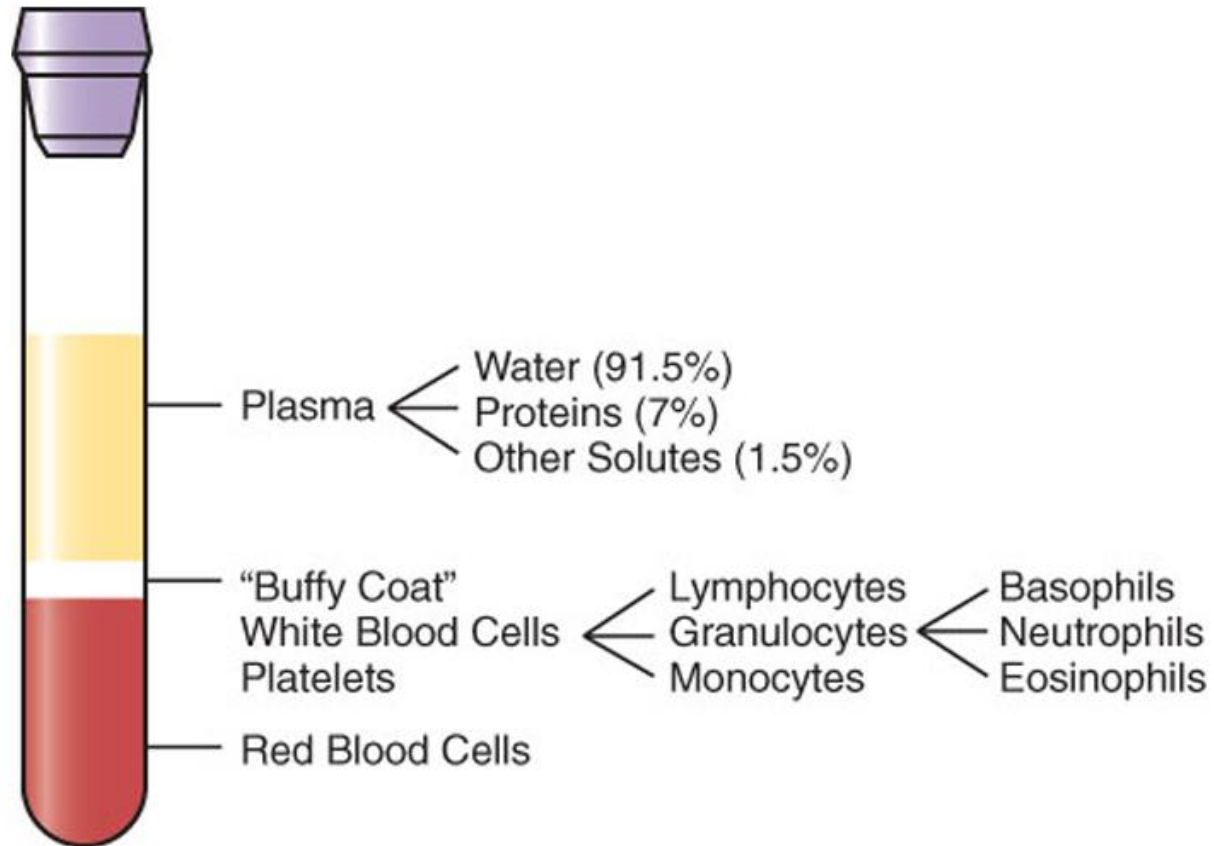 Plasma
Water (91.5%)
Proteins (7%)
Other Solutes (1.5%)
“Buffy Coat”
White Blood Cells
Platelets
Lymphocytes
Granulocytes
Monocytes
Basophils
Neutrophils
Eosinophils
Red Blood Cells